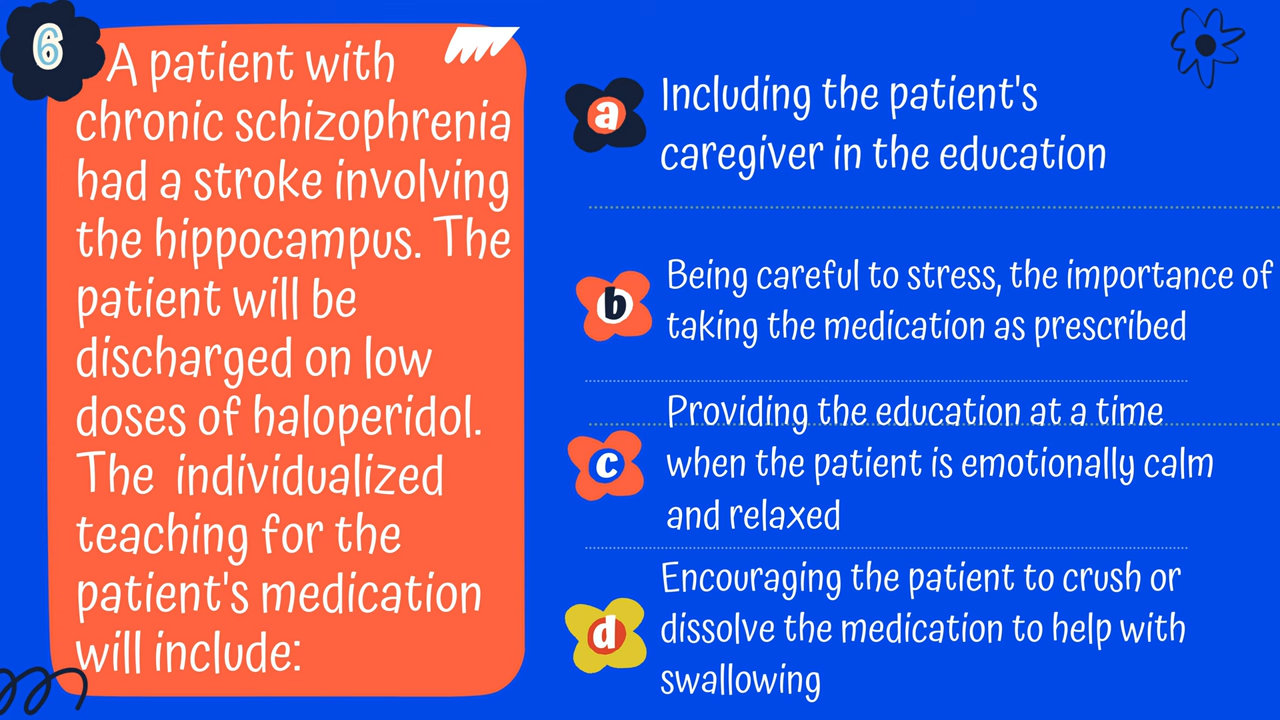 6
A patient with
chronic schizophrenia
had a stroke involving
the hippocampus. The
patient will be
discharged on low
doses of haloperidol.
The individualized
teaching for the
patient's medication
will include:
a
Including the patient's
caregiver in the education
b
Being careful to stress, the importance of
taking the medication as prescribed
c
Providing the education at a time
when the patient is emotionally calm
and relaxed
d
Encouraging the patient to crush or
dissolve the medication to help with
swallowing